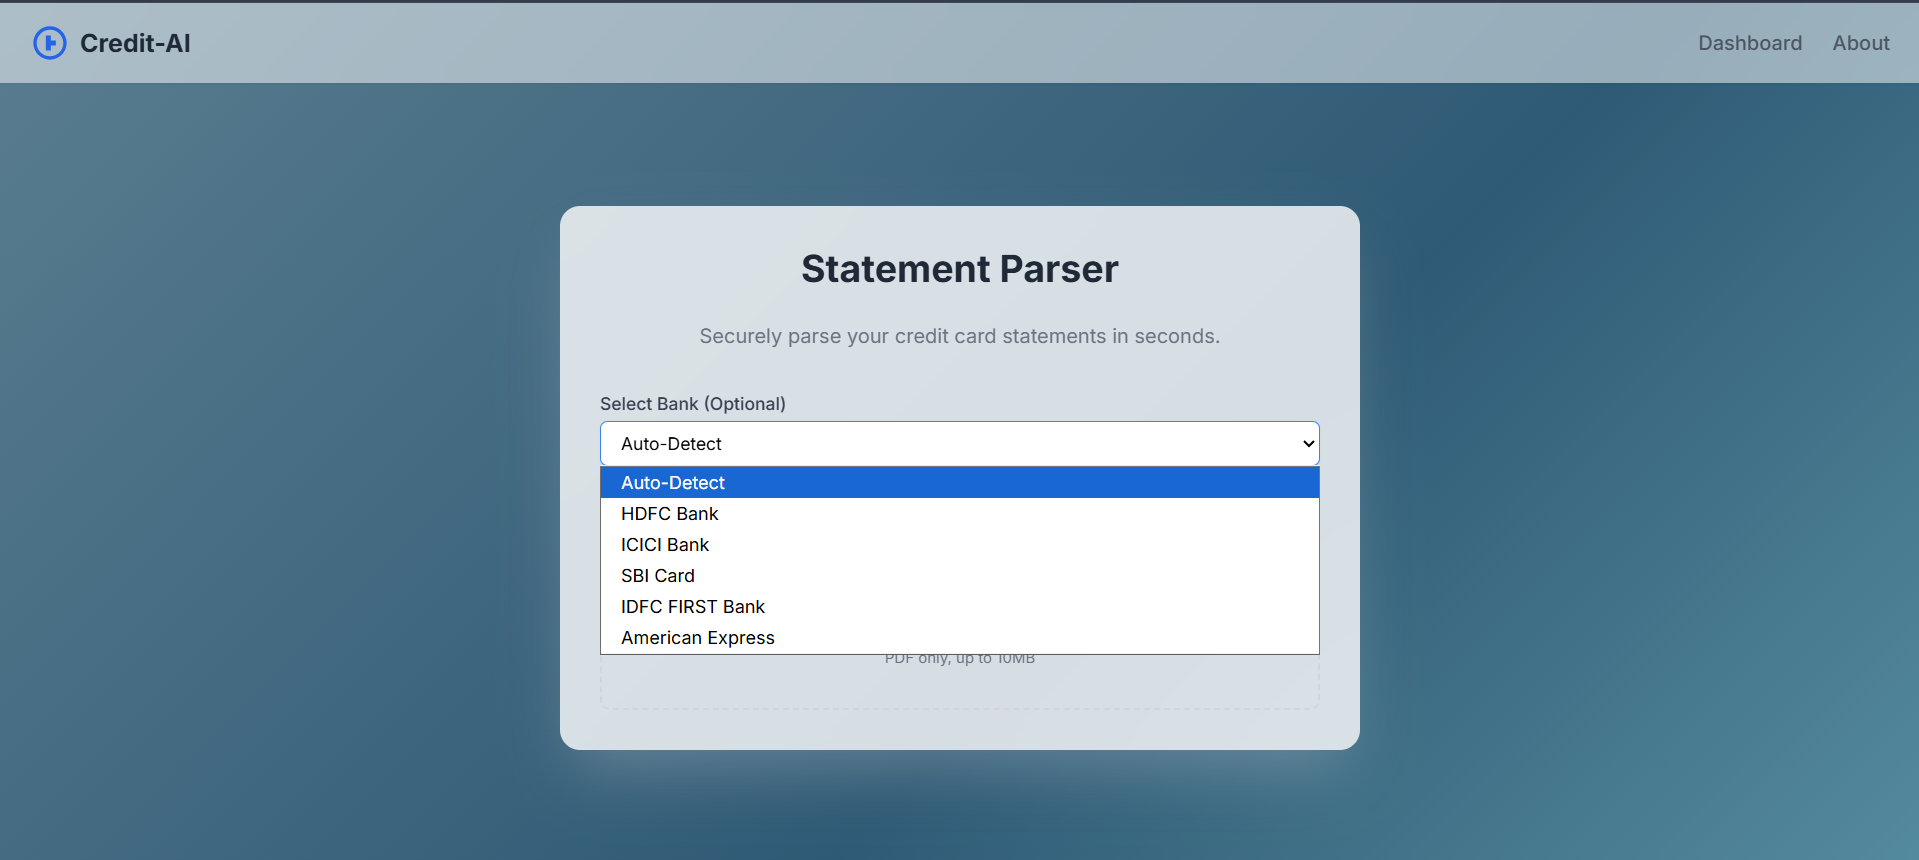 Credit-AI
Dashboard
About
Statement Parser
Securely parse your credit card statements in seconds.
Select Bank (Optional)
Auto-Detect
Auto-Detect
HDFC Bank
ICICI Bank
SBI Card
IDFC FIRST Bank
American Express
PDF only, up to 10MB